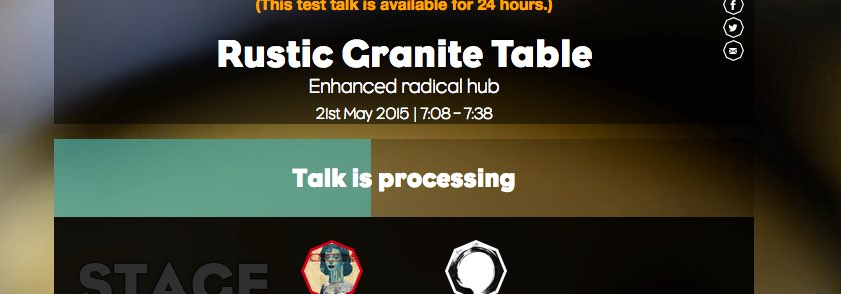 (This test talk is available for 24 hours.)
Rustic Granite Table
Enhanced radical hub
21st May 2015 | 7:08 – 7:38
Talk is processing
STAGE